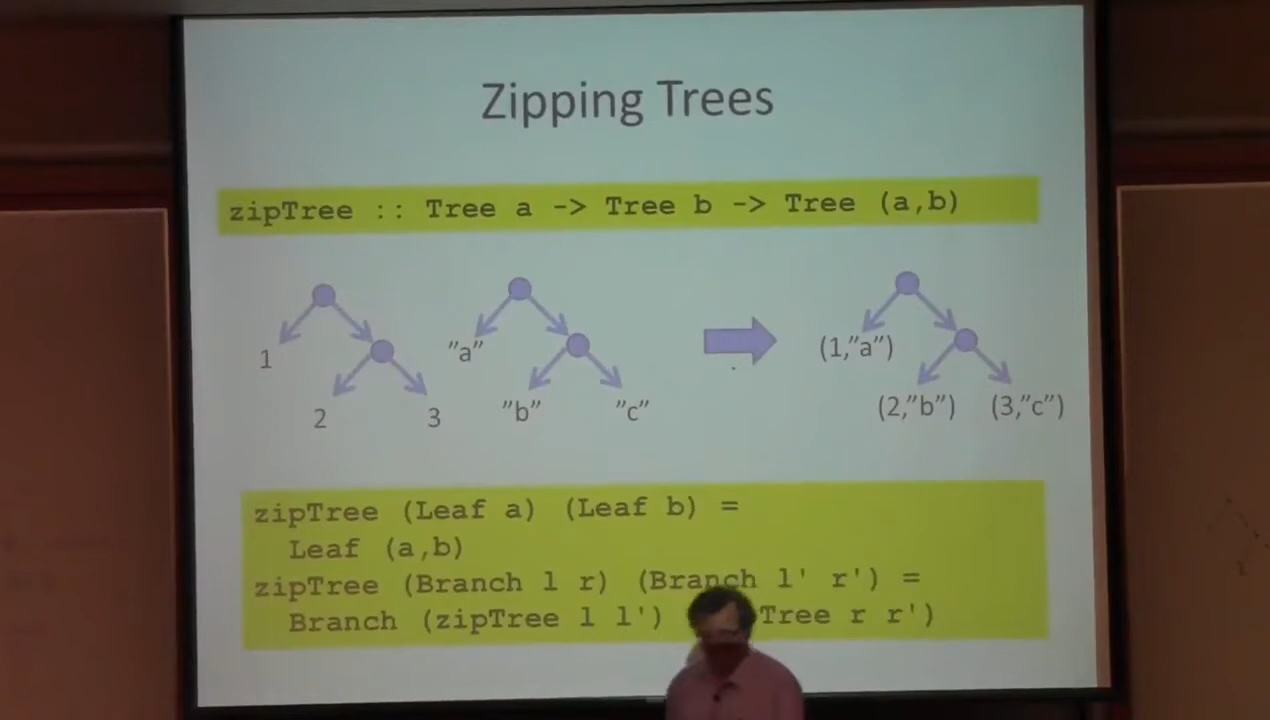 Zipping Trees
zipTree :: Tree a -> Tree b -> Tree (a,b)
1 "a" (1,"a")
2 3 "b" "c" (2,"b") (3,"c")
zipTree (Leaf a) (Leaf b) =
Leaf (a,b)
zipTree (Branch l r) (Branch l' r') =
Branch (zipTree l l') Tree r r')